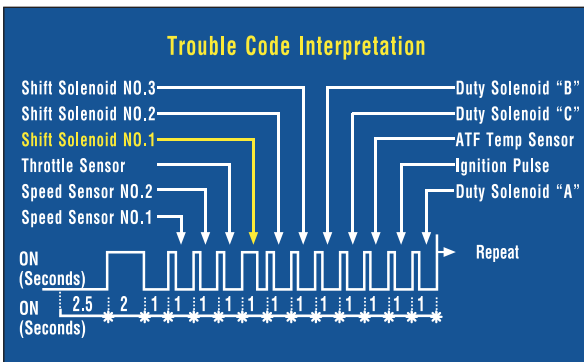 Trouble Code Interpretation
Shift Solenoid NO.3
Shift Solenoid NO.2
Shift Solenoid NO.1
Throttle Sensor
Speed Sensor NO.2
Speed Sensor NO.1
Duty Solenoid “B”
Duty Solenoid “C”
ATF Temp Sensor
Ignition Pulse
Duty Solenoid “A”
Repeat
ON
(Seconds)
ON
(Seconds)
2.5 2 1 1 1 1 1 1 1 1 1 1 1 1